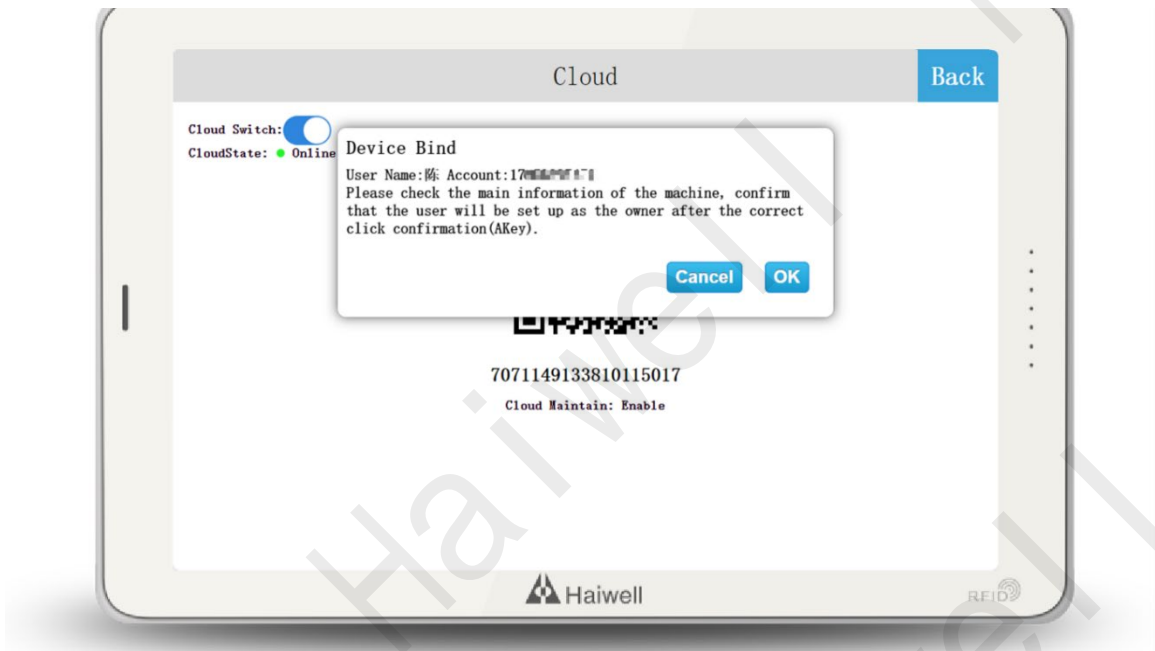 Cloud
Back
Cloud Switch:
CloudState: Online
Device Bind
User Name:陈 Account:17
Please check the main information of the machine, confirm
that the user will be set up as the owner after the correct
click confirmation(AKey).
Cancel OK
7071149133810115017
Cloud Maintain: Enable
Haiwell
RFID
Haiwell